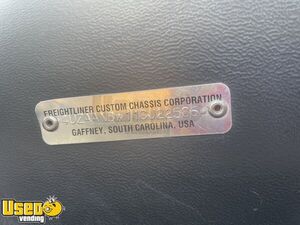 FREIGHTLINER CUSTOM CHASSIS CORPORATION
GAFFNEY, SOUTH CAROLINA, USA
Used
vending